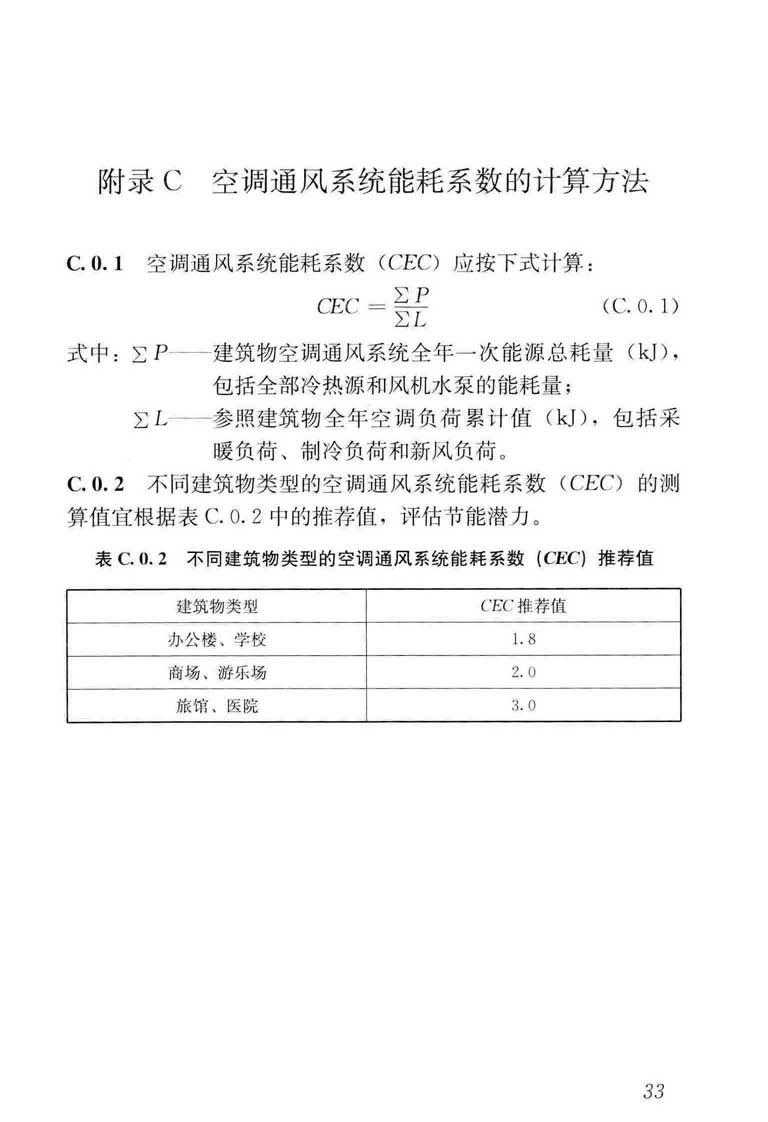 附录C 空调通风系统能耗系数的计算方法
C.0.1 空调通风系统能耗系数（CEC）应按下式计算：
CEC = ∑P / ∑L (C.0.1)
式中：∑P——建筑物空调通风系统全年一次能源总耗量（kJ），
包括全部冷热源和风机水泵的能耗量；
∑L——参照建筑物全年空调负荷累计值（kJ），包括采
暖负荷、制冷负荷和新风负荷。
C.0.2 不同建筑物类型的空调通风系统能耗系数（CEC）的测
算值宜根据表C.0.2中的推荐值，评估节能潜力。
表C.0.2 不同建筑物类型的空调通风系统能耗系数（CEC）推荐值
建筑物类型 CEC推荐值
办公楼、学校 1.8
商场、游乐场 2.0
旅馆、医院 3.0
33